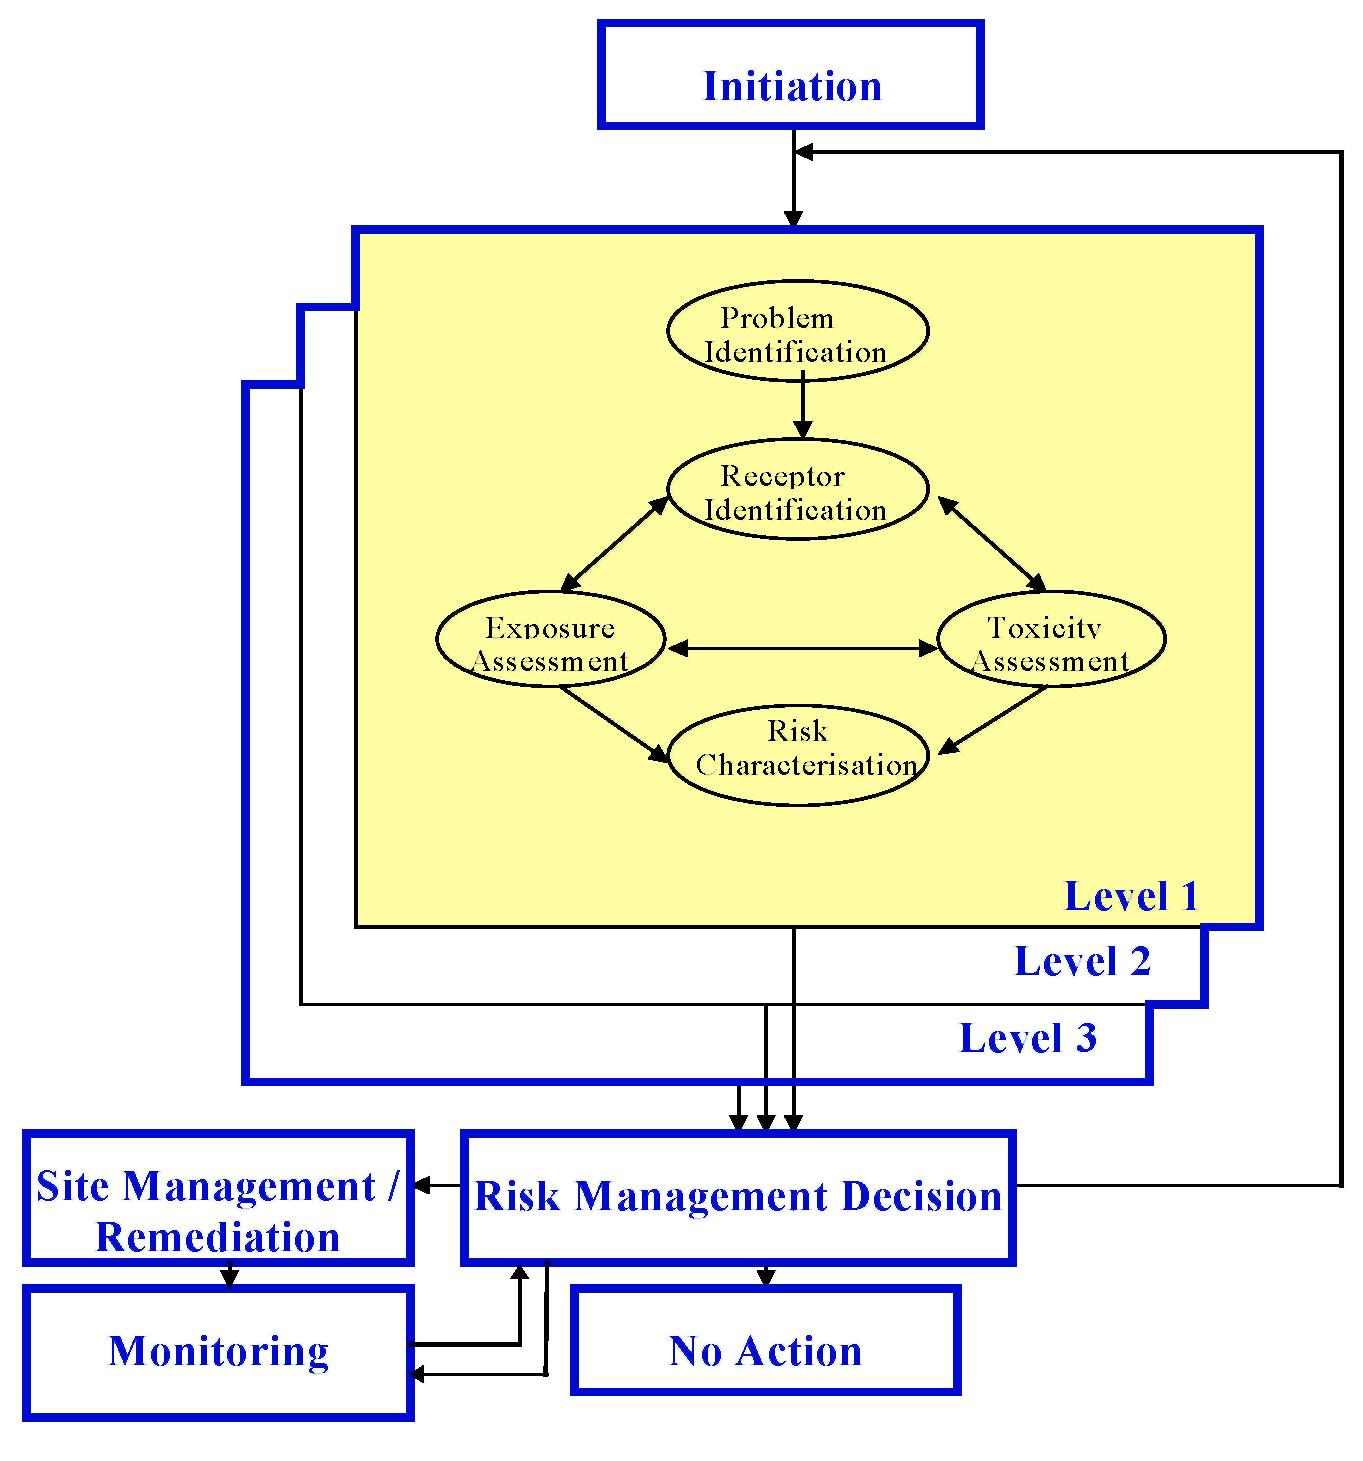 Initiation
Problem
Identification
Receptor
Identification
Exposure
Assessment
Toxicity
Assessment
Risk
Characterisation
Level 1
Level 2
Level 3
Site Management /
Remediation
Risk Management Decision
Monitoring
No Action